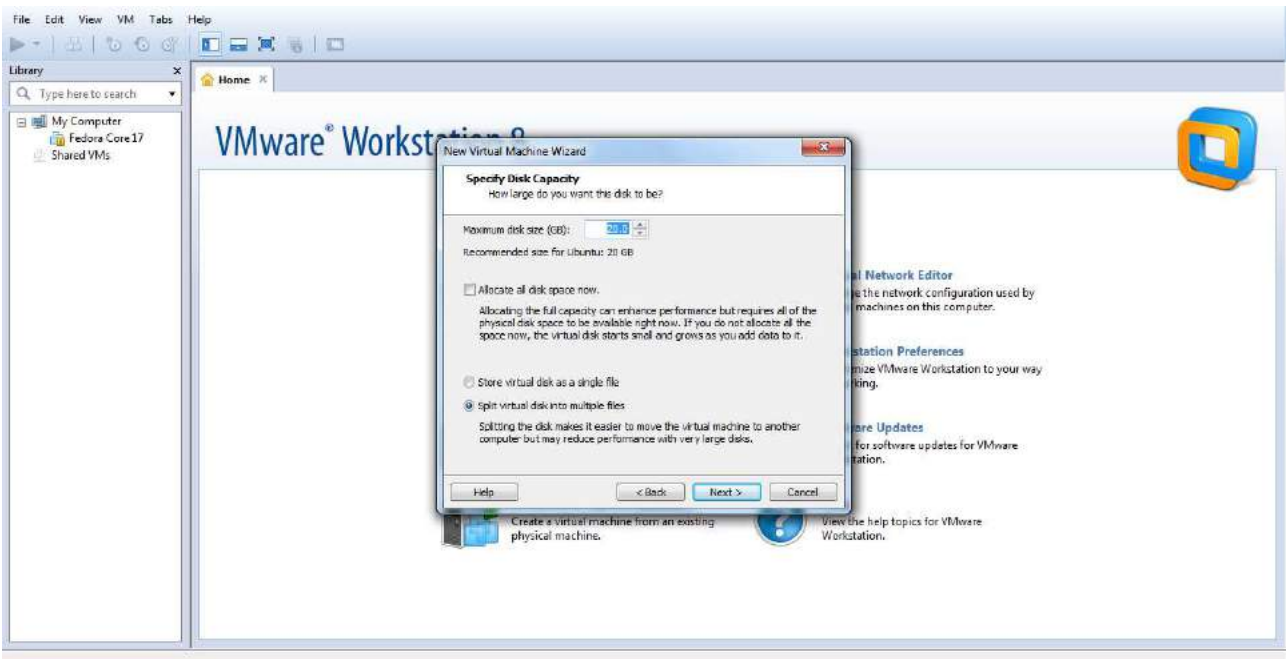 File Edit View VM Tabs Help
Library x
Type here to search
Home x
My Computer
Fedora Core 17
Shared VMs
VMware® Workstation 8
New Virtual Machine Wizard
Specify Disk Capacity
How large do you want this disk to be?
Maximum disk size (GB): 20.0
Recommended size for Ubuntu: 20 GB
Allocate all disk space now.
Allocating the full capacity can enhance performance but requires all of the
physical disk space to be available right now. If you do not allocate all the
space now, the virtual disk starts small and grows as you add data to it.
Store virtual disk as a single file
Split virtual disk into multiple files
Splitting the disk makes it easier to move the virtual machine to another
computer but may reduce performance with very large disks.
Help < Back Next > Cancel
al Network Editor
e the network configuration used by
machines on this computer.
station Preferences
mize VMware Workstation to your way
king.
are Updates
for software updates for VMware
tation.
Create a virtual machine from an existing
physical machine.
View the help topics for VMware
Workstation.